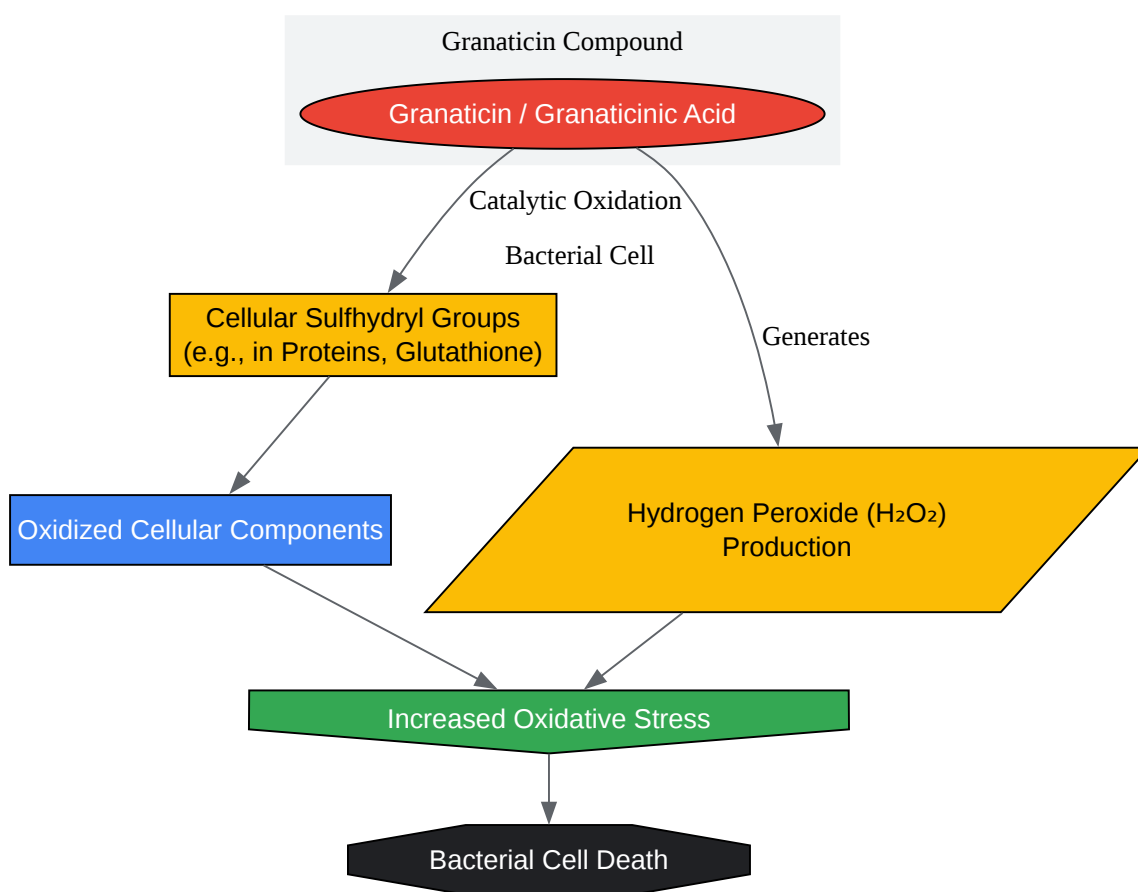 Granaticin Compound
Granaticin / Granaticinic Acid
Catalytic Oxidation
Bacterial Cell
Cellular Sulfhydryl Groups
(e.g., in Proteins, Glutathione)
Generates
Oxidized Cellular Components
Hydrogen Peroxide (H₂O₂)
Production
Increased Oxidative Stress
Bacterial Cell Death